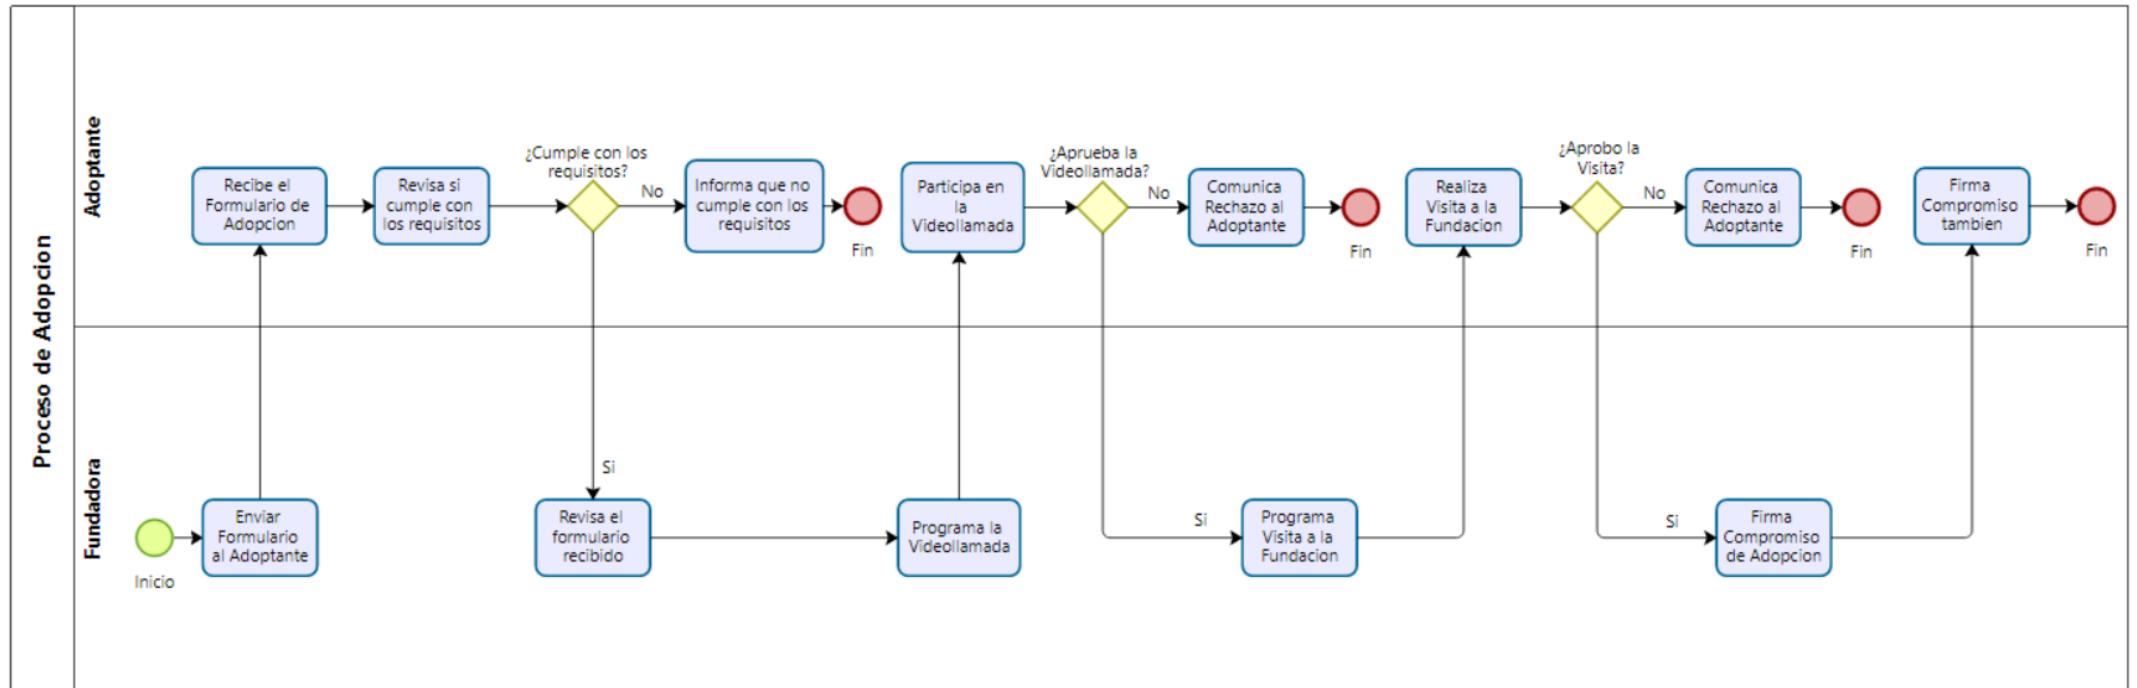 Proceso de Adopcion
Adoptante
Recibe el
Formulario de
Adopcion
Revisa si
cumple con
los requisitos
¿Cumple con los
requisitos?
No
Informa que no
cumple con los
requisitos
Fin
Participa en
la
Videollamada
¿Aprueba la
Videollamada?
No
Comunica
Rechazo al
Adoptante
Fin
Realiza
Visita a la
Fundacion
¿Aprobo la
Visita?
No
Comunica
Rechazo al
Adoptante
Fin
Firma
Compromiso
tambien
Fin
Fundadora
Inicio
Enviar
Formulario
al Adoptante
Si
Revisa el
formulario
recibido
Programa la
Videollamada
Si
Programa
Visita a la
Fundacion
Si
Firma
Compromiso
de Adopcion